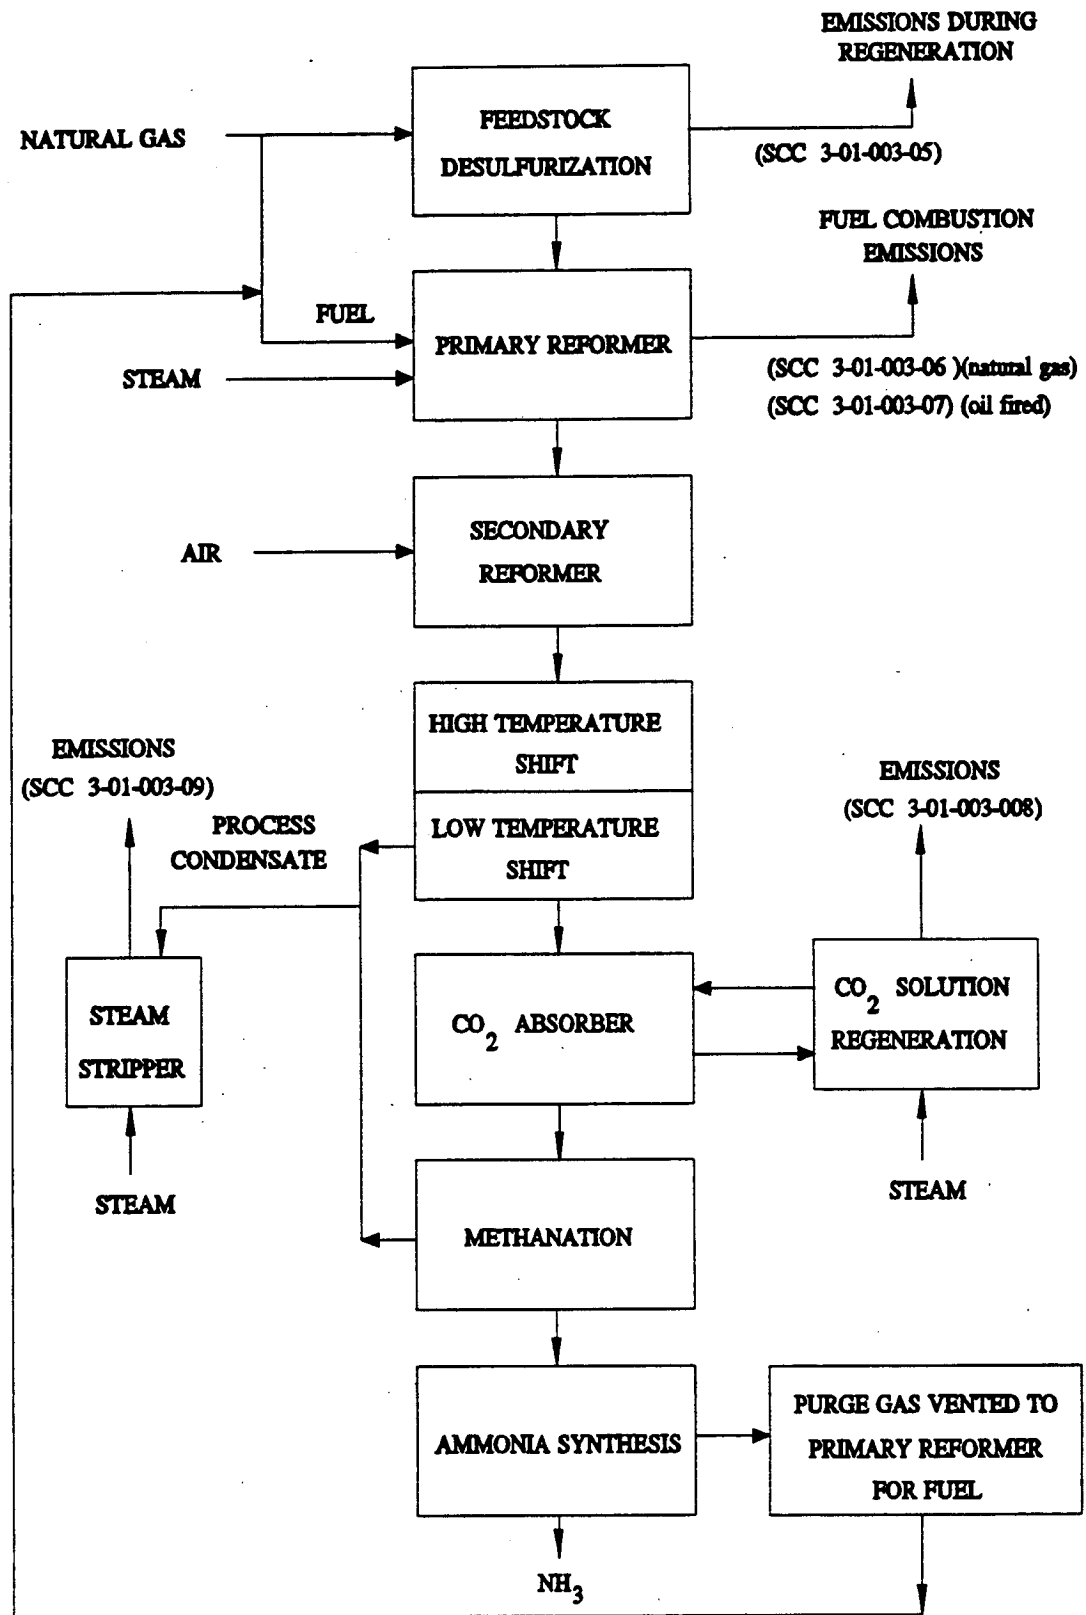 EMISSIONS DURING
REGENERATION
FEEDSTOCK
DESULFURIZATION
NATURAL GAS
(SCC 3-01-003-05)
FUEL COMBUSTION
EMISSIONS
FUEL
PRIMARY REFORMER
STEAM
(SCC 3-01-003-06 )(natural gas)
(SCC 3-01-003-07) (oil fired)
SECONDARY
REFORMER
AIR
HIGH TEMPERATURE
SHIFT
EMISSIONS
(SCC 3-01-003-09)
EMISSIONS
(SCC 3-01-003-008)
PROCESS
CONDENSATE
LOW TEMPERATURE
SHIFT
STEAM
STRIPPER
CO2 ABSORBER
CO2 SOLUTION
REGENERATION
STEAM
STEAM
METHANATION
AMMONIA SYNTHESIS
PURGE GAS VENTED TO
PRIMARY REFORMER
FOR FUEL
NH3